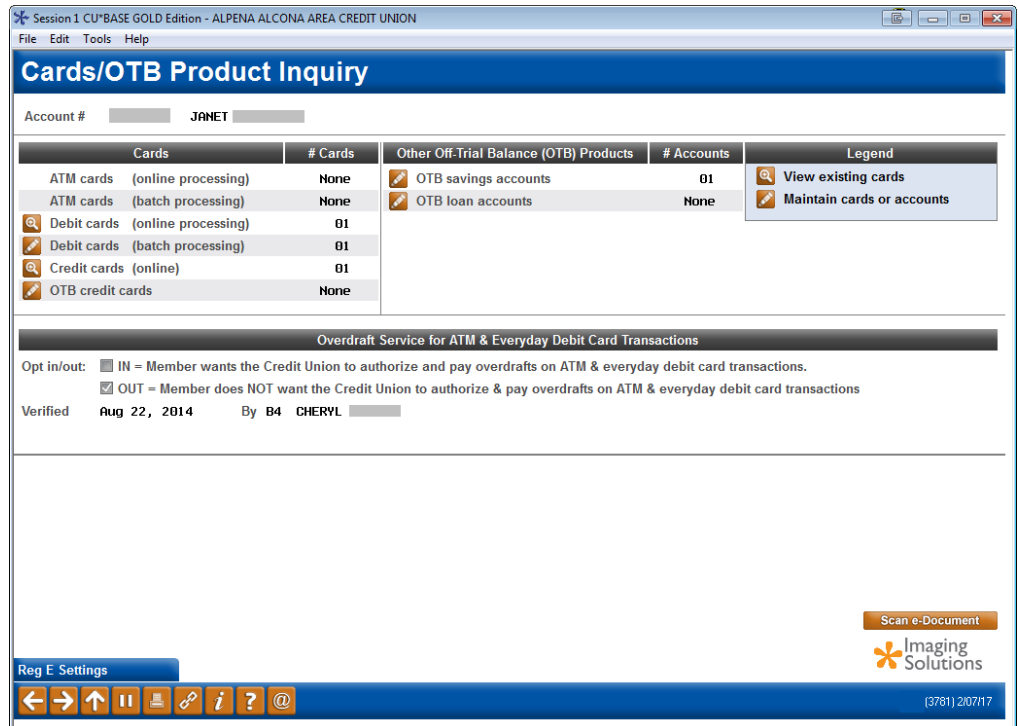 Session 1 CU*BASE GOLD Edition - ALPENA ALCONA AREA CREDIT UNION
File Edit Tools Help
Cards/OTB Product Inquiry
Account # JANET
Cards # Cards
ATM cards (online processing) None
ATM cards (batch processing) None
Debit cards (online processing) 01
Debit cards (batch processing) 01
Credit cards (online) 01
OTB credit cards None
Other Off-Trial Balance (OTB) Products # Accounts
OTB savings accounts 01
OTB loan accounts None
Legend
View existing cards
Maintain cards or accounts
Overdraft Service for ATM & Everyday Debit Card Transactions
Opt in/out: IN = Member wants the Credit Union to authorize and pay overdrafts on ATM & everyday debit card transactions.
OUT = Member does NOT want the Credit Union to authorize & pay overdrafts on ATM & everyday debit card transactions
Verified Aug 22, 2014 By B4 CHERYL
Scan e-Document
Imaging
Solutions
Reg E Settings
(3781) 2/07/17